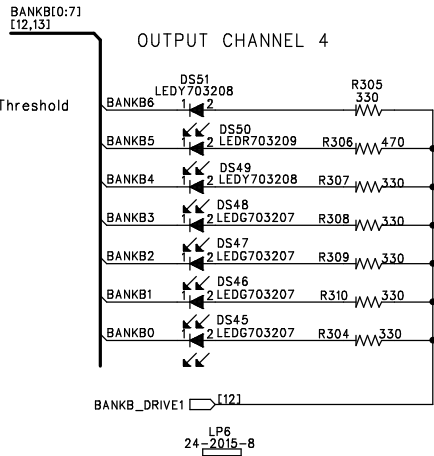 BANKB[0:7]
[12,13]
OUTPUT CHANNEL 4
Threshold
DS51
LEDY703208
R305
330
BANKB6 1 2
DS50
BANKB5 1 2 LEDR703209 R306 470
DS49
BANKB4 1 2 LEDY703208 R307 330
DS48
BANKB3 1 2 LEDG703207 R308 330
DS47
BANKB2 1 2 LEDG703207 R309 330
DS46
BANKB1 1 2 LEDG703207 R310 330
DS45
BANKB0 1 2 LEDG703207 R304 330
BANKB_DRIVE1 [12]
LP6
24-2015-8